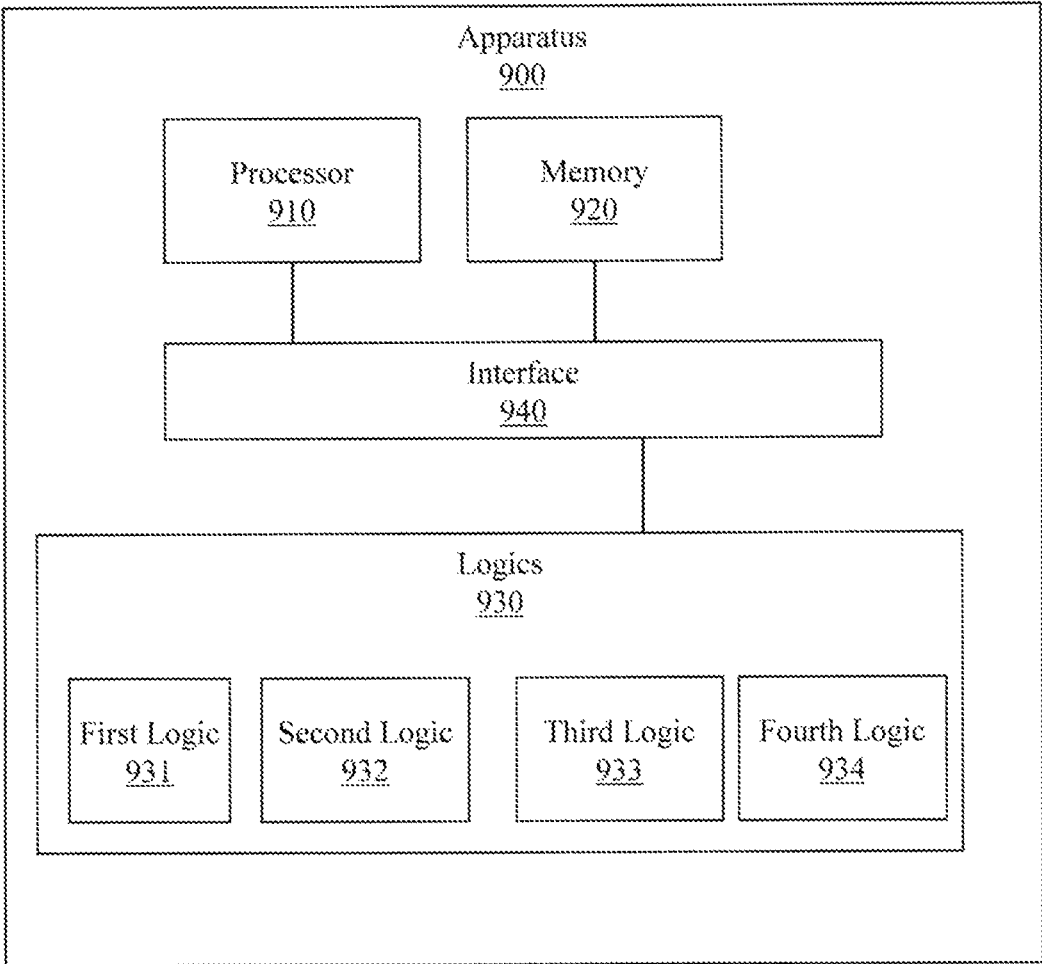 Apparatus
900
Processor
910
Memory
920
Interface
940
Logics
930
First Logic
931
Second Logic
932
Third Logic
933
Fourth Logic
934